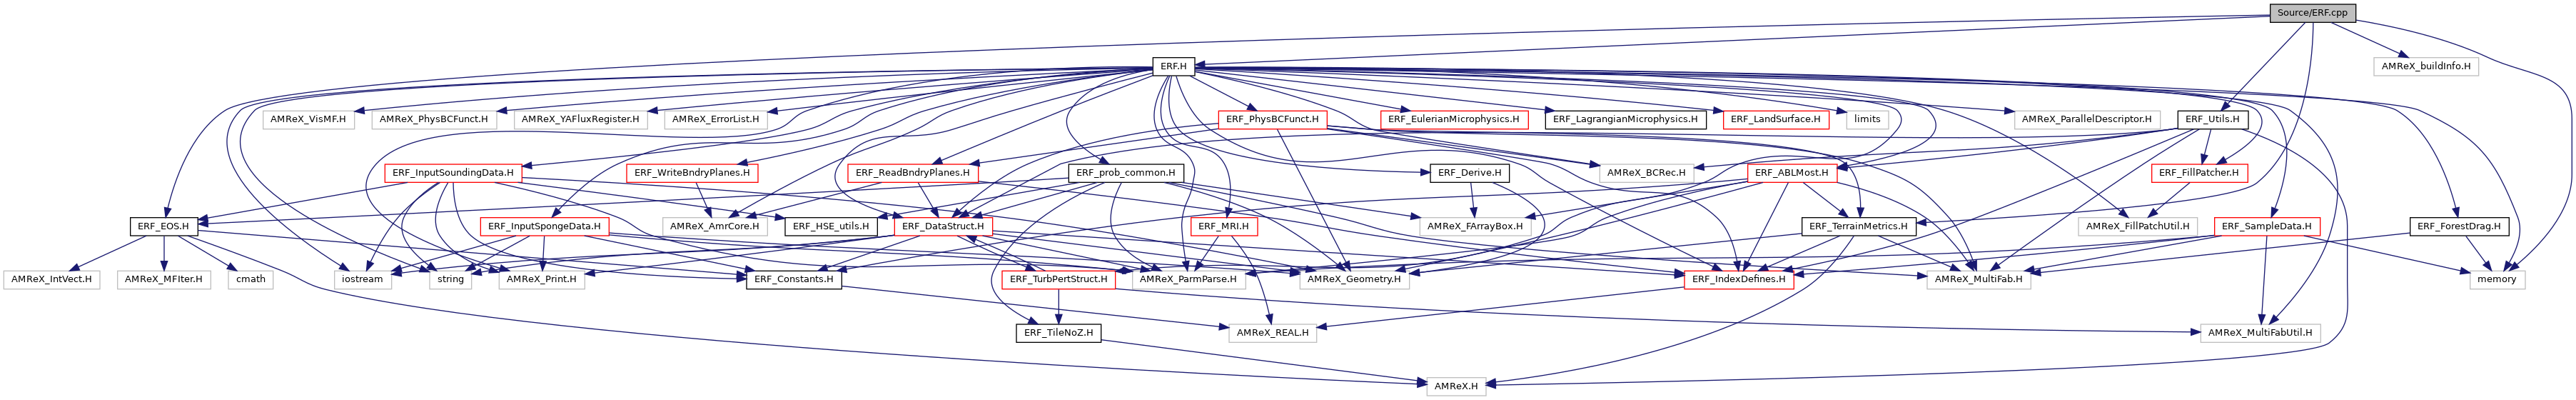 Source/ERF.cpp
ERF.H
AMReX_buildInfo.H
AMReX_VisMF.H
AMReX_PhysBCFunct.H
AMReX_YAFluxRegister.H
AMReX_ErrorList.H
ERF_PhysBCFunct.H
ERF_EulerianMicrophysics.H
ERF_LagrangianMicrophysics.H
ERF_LandSurface.H
limits
AMReX_ParallelDescriptor.H
ERF_Utils.H
ERF_InputSoundingData.H
ERF_WriteBndryPlanes.H
ERF_ReadBndryPlanes.H
ERF_prob_common.H
ERF_Derive.H
AMReX_BCRec.H
ERF_ABLMost.H
ERF_FillPatcher.H
ERF_EOS.H
ERF_InputSpongeData.H
AMReX_AmrCore.H
ERF_HSE_utils.H
ERF_DataStruct.H
ERF_MRI.H
AMReX_FArrayBox.H
ERF_TerrainMetrics.H
AMReX_FillPatchUtil.H
ERF_SampleData.H
ERF_ForestDrag.H
AMReX_IntVect.H
AMReX_MFIter.H
cmath
iostream
string
AMReX_Print.H
ERF_Constants.H
ERF_TurbPertStruct.H
AMReX_ParmParse.H
AMReX_Geometry.H
ERF_IndexDefines.H
AMReX_MultiFab.H
memory
ERF_TileNoZ.H
AMReX_REAL.H
AMReX_MultiFabUtil.H
AMReX.H